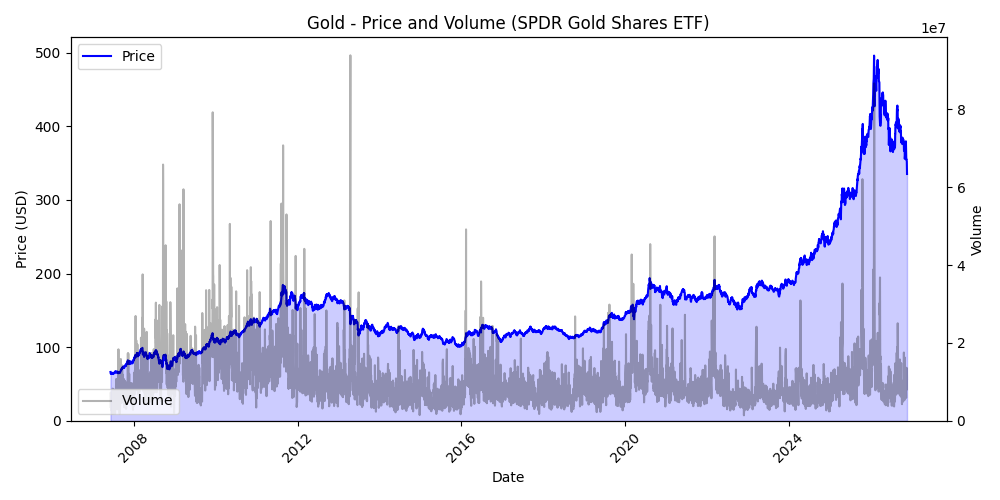 Gold - Price and Volume (SPDR Gold Shares ETF)
1e7
Price
Volume
500
400
300
200
100
0
Price (USD)
8
6
4
2
0
Volume
2008
2012
2016
2020
2024
Date